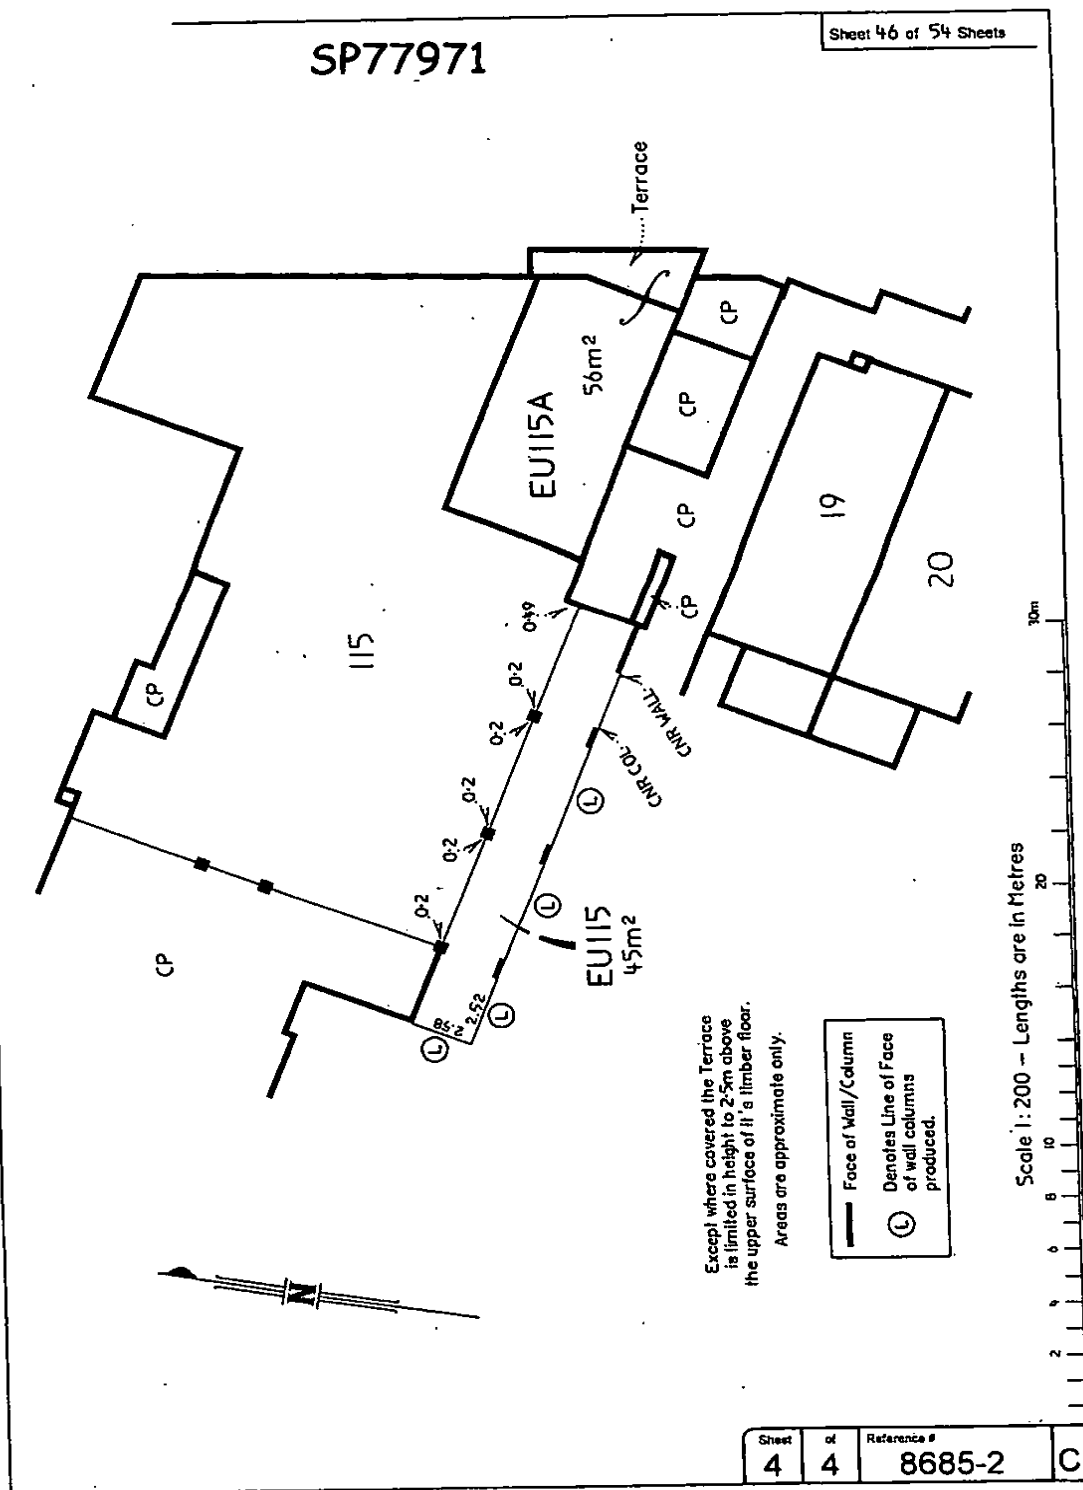 Sheet 46 of 54 Sheets
SP77971
Terrace
CP
CP
CP
CP
EU115A
56m²
19
20
115
CP
CP
0·49
0·2
0·2
0·2
0·2
0·2
CNR WALL
CNR COL.
L
L
L
L
2.58
2.52
EU115
45m²
Except where covered the Terrace
is limited in height to 2·5m above
the upper surface of it's timber floor.
Areas are approximate only.
Face of Wall/Column
L Denotes Line of Face
of wall columns
produced.
N
Scale 1:200 – Lengths are in Metres
2 4 6 8 10 20 30m
Sheet of Reference #
4 4 8685-2 C